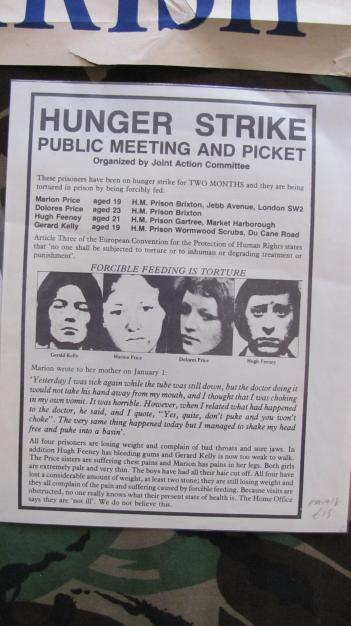 HUNGER STRIKE
PUBLIC MEETING AND PICKET
Organized by Joint Action Committee
These prisoners have been on hunger strike for TWO MONTHS and they are being
tortured in prison by being forcibly fed:
Marion Price aged 19 H.M. Prison Brixton, Jebb Avenue, London SW2
Dolores Price aged 23 H.M. Prison Brixton
Hugh Feeney aged 21 H.M. Prison Gartree, Market Harborough
Gerard Kelly aged 19 H.M. Prison Wormwood Scrubs, Du Cane Road
Article Three of the European Convention for the Protection of Human Rights states
that 'no one shall be subjected to torture or to inhuman or degrading treatment or
punishment'.
FORCIBLE FEEDING IS TORTURE
Gerald Kelly Marion Price Dolores Price Hugh Feeney
Marion wrote to her mother on January 1:
'Yesterday I was sick again while the tube was still down, but the doctor doing it
would not take his hand away from my mouth, and I thought that I was choking
in my own vomit. It was horrible. However, when I related what had happened
to the doctor, he said, and I quote, "Yes, quite, don't puke and you won't
choke". The very same thing happened today but I managed to shake my head
free and puke into a basin'.
All four prisoners are losing weight and complain of bad throats and sore jaws. In
addition Hugh Feeney has bleeding gums and Gerard Kelly is now too weak to walk.
The Price sisters are suffering chest pains and Marion has pains in her legs. Both girls
are extremely pale and very thin. The boys have had all their hair cut off. All four have
lost a considerable amount of weight, at least two stone; they are still losing weight and
they all complain of the pain and suffering caused by forcible feeding. Because visits are
obstructed, no one really knows what their present state of health is. The Home Office
says they are 'not ill'. We do not believe this.